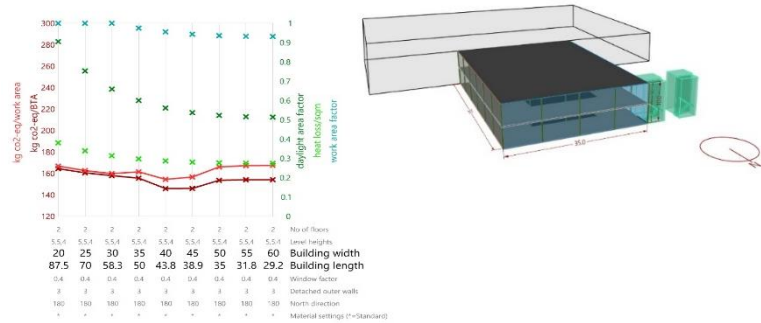 300
280
260
240
220
200
180
160
140
120
kg co2-eq/work area
kg co2-eq/BTA
1
0.9
0.8
0.7
0.6
0.5
0.4
0.3
0.2
0.1
0
daylight area factor
heat loss/sqm
work area factor
2 2 2 2 2 2 2 2 2 No of floors
5.5.4 5.5.4 5.5.4 5.5.4 5.5.4 5.5.4 5.5.4 5.5.4 5.5.4 Level heights
20 25 30 35 40 45 50 55 60 Building width
87.5 70 58.3 50 43.8 38.9 35 31.8 29.2 Building length
0.4 0.4 0.4 0.4 0.4 0.4 0.4 0.4 0.4 Window factor
3 3 3 3 3 3 3 3 3 Detached outer walls
180 180 180 180 180 180 180 180 180 North direction
* * * * * * * * * Material settings (*=Standard)
35.0
N